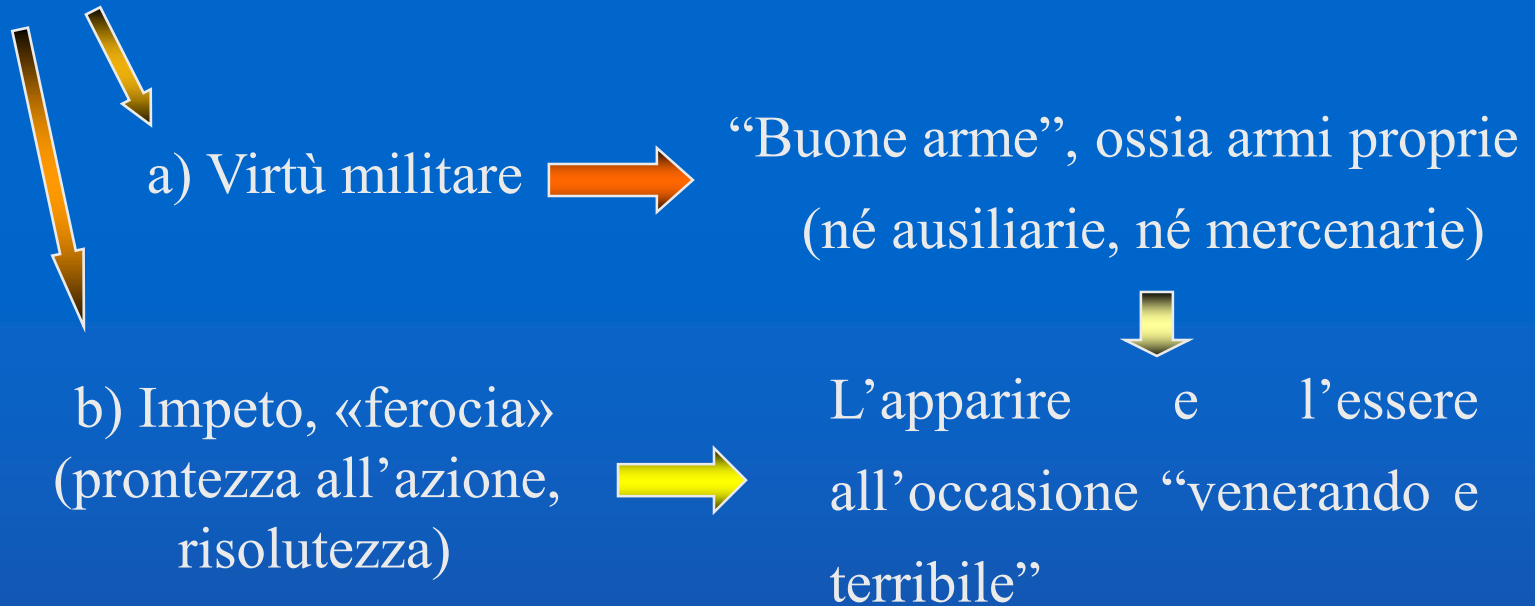 a) Virtù militare
“Buone arme”, ossia armi proprie
(né ausiliarie, né mercenarie)
b) Impeto, «ferocia»
(prontezza all’azione,
risolutezza)
L’apparire e l’essere
all’occasione “venerando e
terribile”